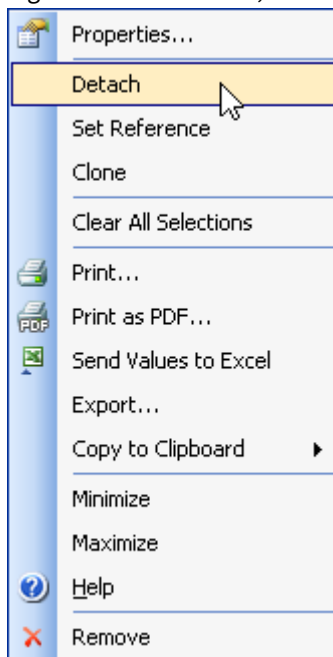 Properties...
Detach
Set Reference
Clone
Clear All Selections
Print...
PDF
Print as PDF...
Send Values to Excel
Export...
Copy to Clipboard
Minimize
Maximize
Help
Remove